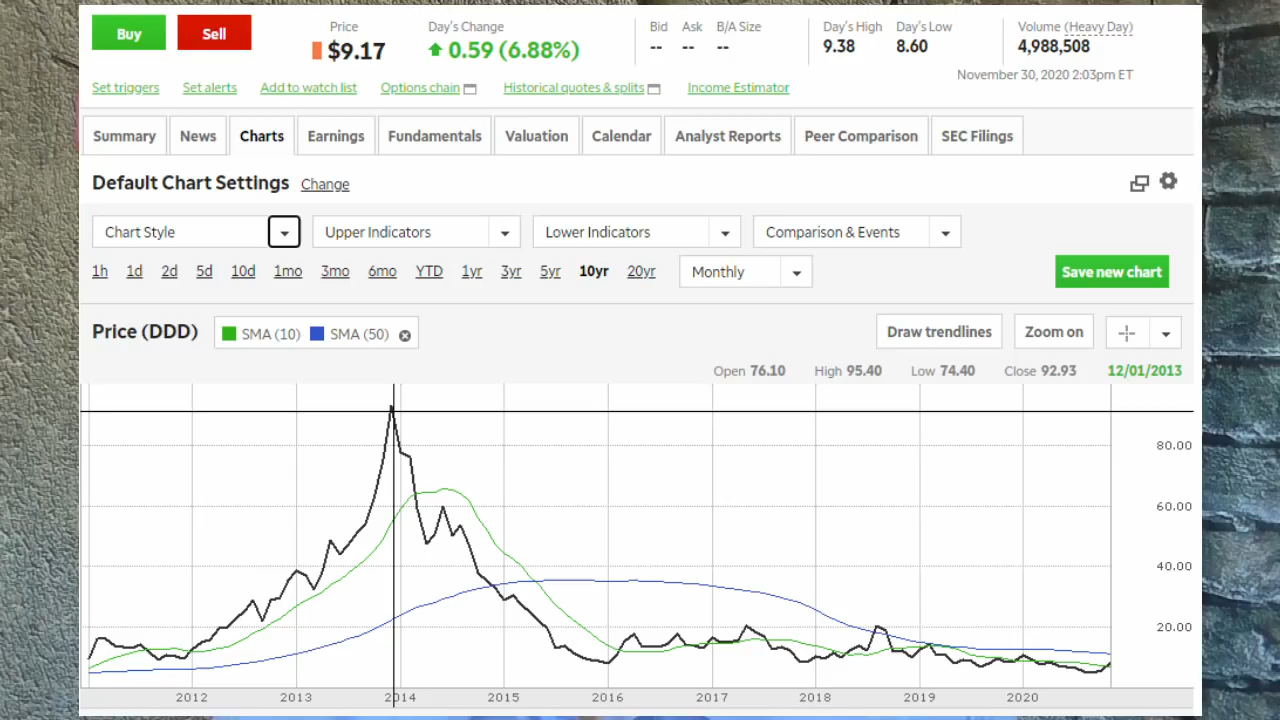 Buy
Sell
Price
$9.17
Day's Change
0.59 (6.88%)
Bid Ask B/A Size
-- -- --
Day's High Day's Low
9.38 8.60
Volume (Heavy Day)
4,988,508
November 30, 2020 2:03pm ET
Set triggers Set alerts Add to watch list Options chain Historical quotes & splits Income Estimator
Summary News Charts Earnings Fundamentals Valuation Calendar Analyst Reports Peer Comparison SEC Filings
Default Chart Settings Change
Chart Style Upper Indicators Lower Indicators Comparison & Events
1h 1d 2d 5d 10d 1mo 3mo 6mo YTD 1yr 3yr 5yr 10yr 20yr Monthly Save new chart
Price (DDD) SMA (10) SMA (50) Draw trendlines Zoom on
Open 76.10 High 95.40 Low 74.40 Close 92.93 12/01/2013
80.00
60.00
40.00
20.00
2012 2013 2014 2015 2016 2017 2018 2019 2020